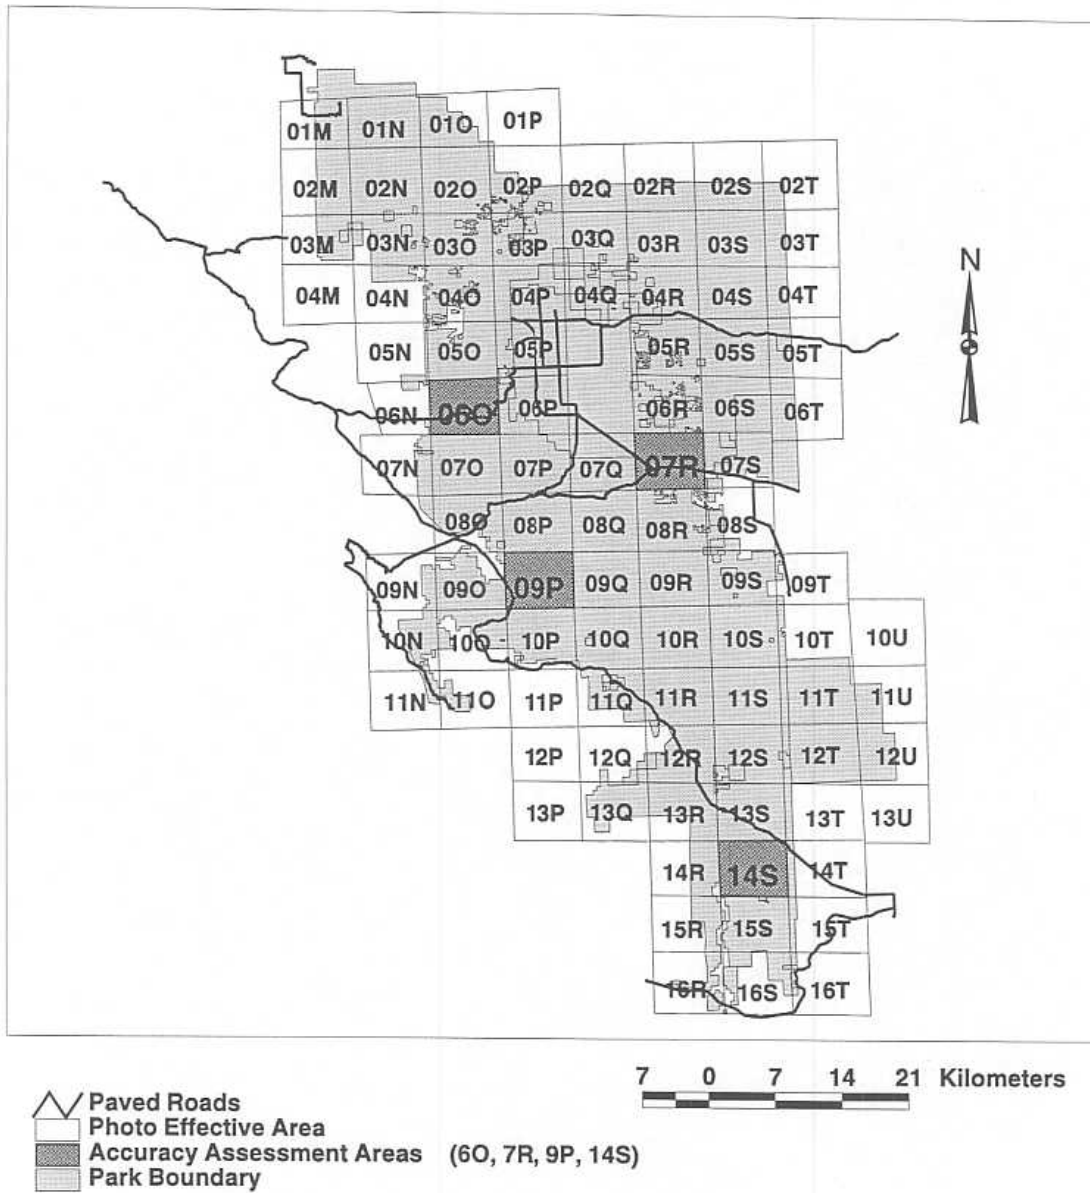 01M 01N 01O 01P
02M 02N 02O 02P 02Q 02R 02S 02T
03M 03N 03O 03P 03Q 03R 03S 03T
N
04M 04N 04O 04P 04Q 04R 04S 04T
05N 05O 05P 05R 05S 05T
06N 06O 06P 06R 06S 06T
07N 07O 07P 07Q 07R 07S
08O 08P 08Q 08R 08S
09N 09O 09P 09Q 09R 09S 09T
10N 10O 10P 10Q 10R 10S 10T 10U
11N 11O 11P 11Q 11R 11S 11T 11U
12P 12Q 12R 12S 12T 12U
13P 13Q 13R 13S 13T 13U
14R 14S 14T
15R 15S 15T
16R 16S 16T
7 0 7 14 21 Kilometers
Paved Roads
Photo Effective Area
Accuracy Assessment Areas (6O, 7R, 9P, 14S)
Park Boundary